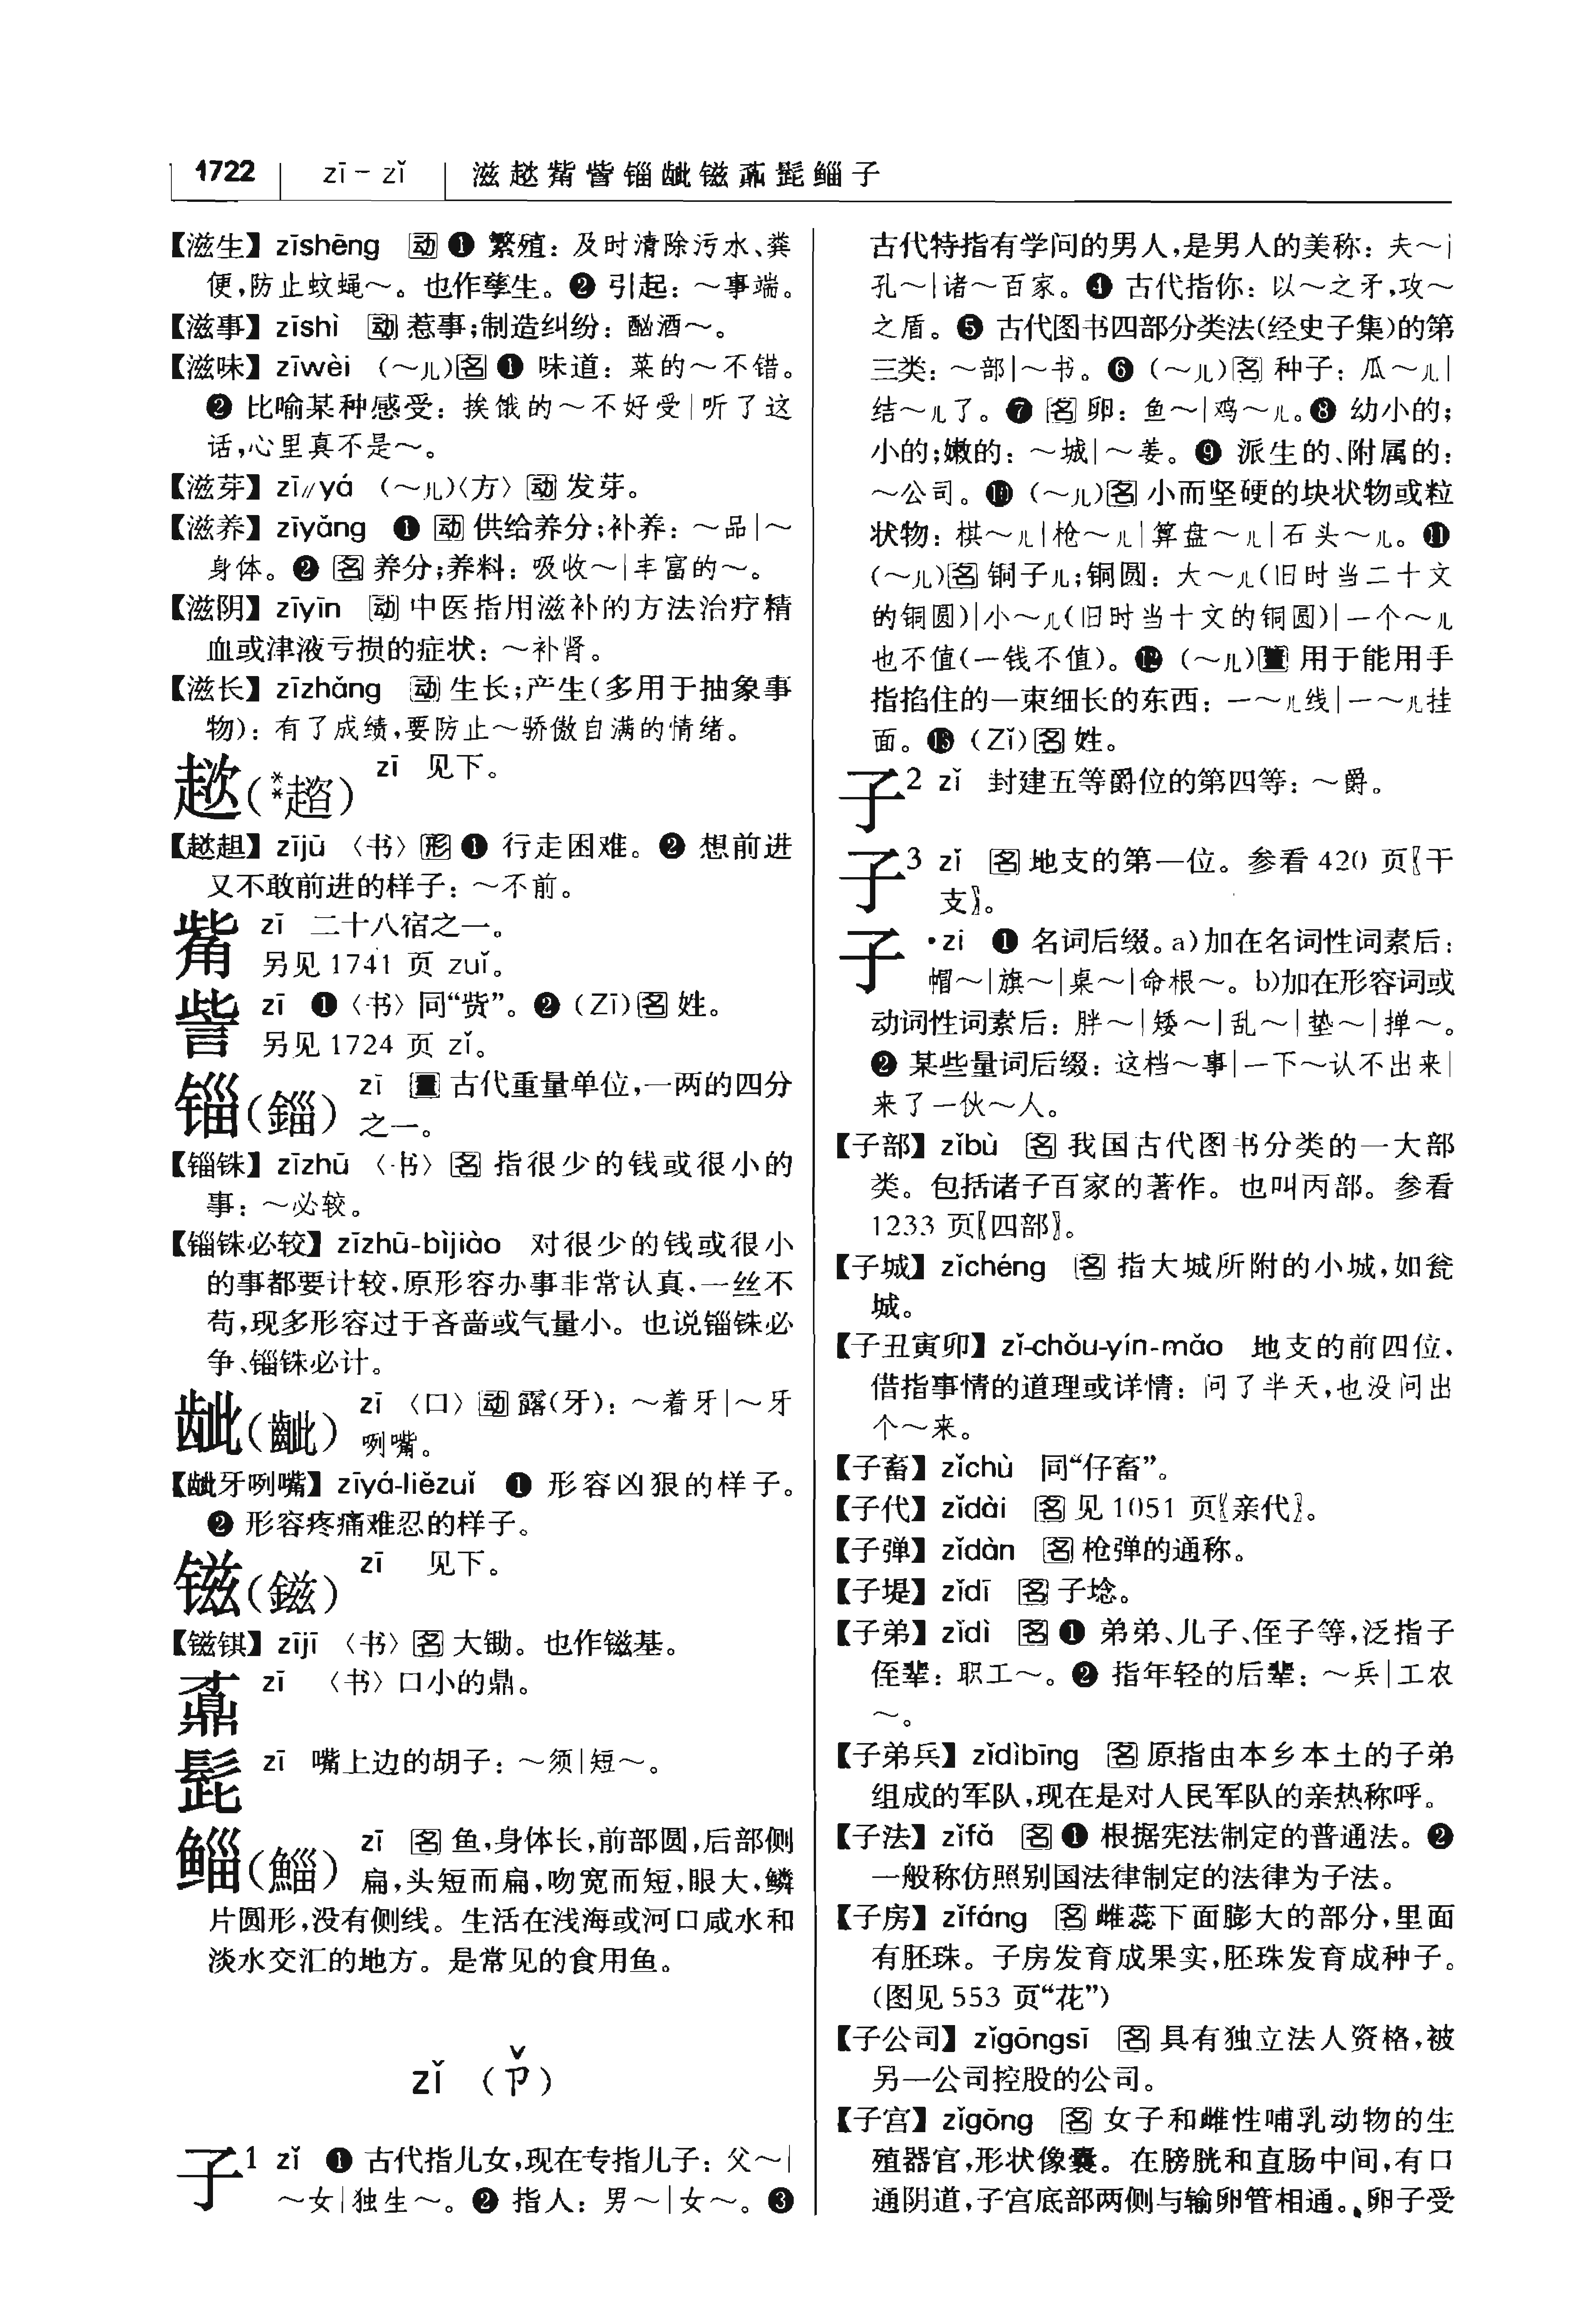 1722 zī－zǐ 滋趑觜訾锱龇镃鼒髭鲻子
【滋生】zīshēng 动❶ 繁殖：及时清除污水、粪
便，防止蚊蝇～。也作孳生。❷ 引起：～事端。
【滋事】zīshì 动惹事；制造纠纷：酗酒～。
【滋味】zīwèi （～儿）名❶ 味道：菜的～不错。
❷ 比喻某种感受：挨饿的～不好受｜听了这
话，心里真不是～。
【滋芽】zī∥yá （～儿）〈方〉动发芽。
【滋养】zīyǎng ❶ 动供给养分；补养：～品｜～
身体。❷ 名养分；养料：吸收～｜丰富的～。
【滋阴】zīyīn 动中医指用滋补的方法治疗精
血或津液亏损的症状：～补肾。
【滋长】zīzhǎng 动生长；产生（多用于抽象事
物）：有了成绩，要防止～骄傲自满的情绪。
趑（**趦） zī 见下。
【趑趄】zījū 〈书〉形❶ 行走困难。❷ 想前进
又不敢前进的样子：～不前。
觜 zī 二十八宿之一。
另见1741 页 zuǐ。
訾 zī ❶〈书〉同“赀”。❷（Zī）名姓。
另见1724 页 zǐ。
锱（錙） zī 量古代重量单位，一两的四分
之一。
【锱铢】zīzhū 〈书〉名 指很少的钱或很小的
事：～必较。
【锱铢必较】zīzhū-bìjiào 对很少的钱或很小
的事都要计较，原形容办事非常认真，一丝不
苟，现多形容过于吝啬或气量小。也说锱铢必
争、锱铢必计。
龇（齜） zī 〈口〉动露（牙）：～着牙｜～牙
咧嘴。
【龇牙咧嘴】zīyá-liězuǐ ❶ 形容凶狠的样子。
❷ 形容疼痛难忍的样子。
镃（鎡） zī 见下。
【镃錤】zījī 〈书〉名大锄。也作镃基。
鼒 zī 〈书〉口小的鼎。
髭 zī 嘴上边的胡子：～须｜短～。
鲻（鯔） zī 名鱼，身体长，前部圆，后部侧
扁，头短而扁，吻宽而短，眼大，鳞
片圆形，没有侧线。生活在浅海或河口咸水和
淡水交汇的地方。是常见的食用鱼。
zǐ（ㄗˇ）
子1 zǐ ❶ 古代指儿女，现在专指儿子：父～｜
～女｜独生～。❷ 指人：男～｜女～。❸
古代特指有学问的男人，是男人的美称：夫～｜
孔～｜诸～百家。❹ 古代指你：以～之矛，攻～
之盾。❺ 古代图书四部分类法（经史子集）的第
三类：～部｜～书。❻（～儿）名种子：瓜～儿｜
结～儿了。❼ 名卵：鱼～｜鸡～儿。❽ 幼小的；
小的；嫩的：～城｜～姜。❾ 派生的、附属的：
～公司。❿（～儿）名小而坚硬的块状物或粒
状物：棋～儿｜枪～儿｜算盘～儿｜石头～儿。⓫
（～儿）名铜子儿；铜圆：大～儿（旧时当二十文
的铜圆）｜小～儿（旧时当十文的铜圆）｜一个～儿
也不值（一钱不值）。⓬（～儿）量用于能用手
指掐住的一束细长的东西：一～儿线｜一～儿挂
面。⓭（Zǐ）名姓。
子2 zǐ 封建五等爵位的第四等：～爵。
子3 zǐ 名地支的第一位。参看420 页〖干
支〗。
子 ·zi ❶ 名词后缀。a）加在名词性词素后：
帽～｜旗～｜桌～｜命根～。b）加在形容词或
动词性词素后：胖～｜矮～｜乱～｜垫～｜掸～。
❷ 某些量词后缀：这档～事｜一下～认不出来｜
来了一伙～人。
【子部】zǐbù 名我国古代图书分类的一大部
类。包括诸子百家的著作。也叫丙部。参看
1233 页〖四部〗。
【子城】zǐchéng 名指大城所附的小城，如瓮
城。
【子丑寅卯】zǐ-chǒu-yín-mǎo 地支的前四位，
借指事情的道理或详情：问了半天，也没问出
个～来。
【子畜】zǐchù 同“仔畜”。
【子代】zǐdài 名见1051 页〖亲代〗。
【子弹】zǐdàn 名枪弹的通称。
【子堤】zǐdī 名子埝。
【子弟】zǐdì 名❶ 弟弟、儿子、侄子等，泛指子
侄辈：职工～。❷ 指年轻的后辈：～兵｜工农
～。
【子弟兵】zǐdìbīng 名原指由本乡本土的子弟
组成的军队，现在是对人民军队的亲热称呼。
【子法】zǐfǎ 名❶ 根据宪法制定的普通法。❷
一般称仿照别国法律制定的法律为子法。
【子房】zǐfáng 名雌蕊下面膨大的部分，里面
有胚珠。子房发育成果实，胚珠发育成种子。
（图见553 页“花”）
【子公司】zǐgōngsī 名具有独立法人资格，被
另一公司控股的公司。
【子宫】zǐgōng 名女子和雌性哺乳动物的生
殖器官，形状像囊。在膀胱和直肠中间，有口
通阴道，子宫底部两侧与输卵管相通。卵子受